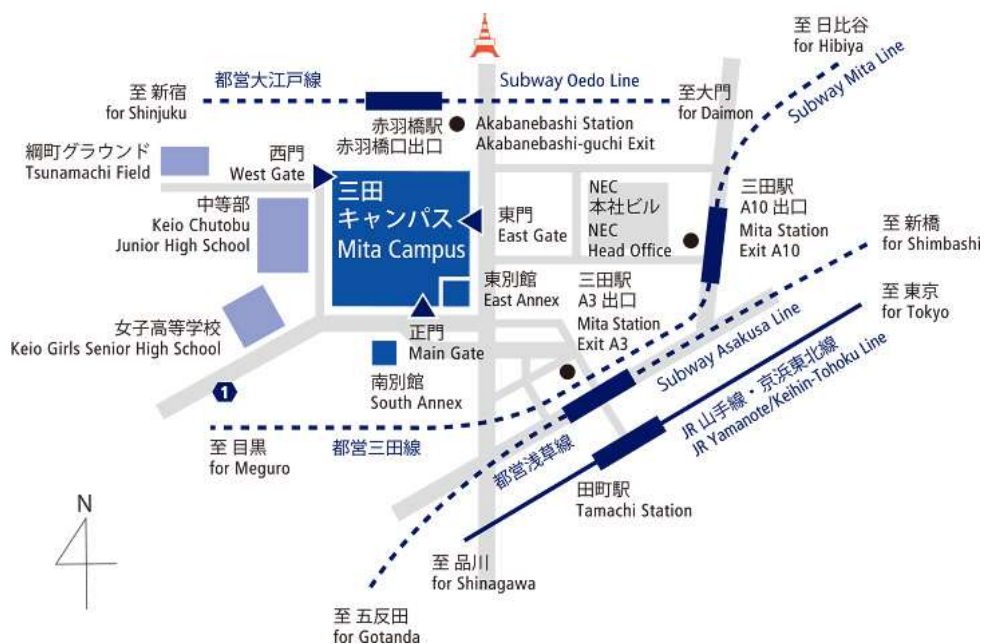 至 日比谷
for Hibiya
都営大江戸線
Subway Oedo Line
Subway Mita Line
至 新宿
for Shinjuku
至大門
for Daimon
赤羽橋駅
赤羽橋口出口
Akabanebashi Station
Akabanebashi-guchi Exit
綱町グラウンド
Tsunamachi Field
西門
West Gate
三田
キャンパス
Mita Campus
NEC
本社ビル
NEC
Head Office
三田駅
A10 出口
Mita Station
Exit A10
中等部
Keio Chutobu
Junior High School
東門
East Gate
至 新橋
for Shimbashi
東別館
East Annex
三田駅
A3 出口
Mita Station
Exit A3
至 東京
for Tokyo
女子高等学校
Keio Girls Senior High School
正門
Main Gate
南別館
South Annex
Subway Asakusa Line
JR 山手線・京浜東北線
JR Yamanote/Keihin-Tohoku Line
1
至 目黒
for Meguro
都営三田線
都営浅草線
田町駅
Tamachi Station
N
至 品川
for Shinagawa
至 五反田
for Gotanda